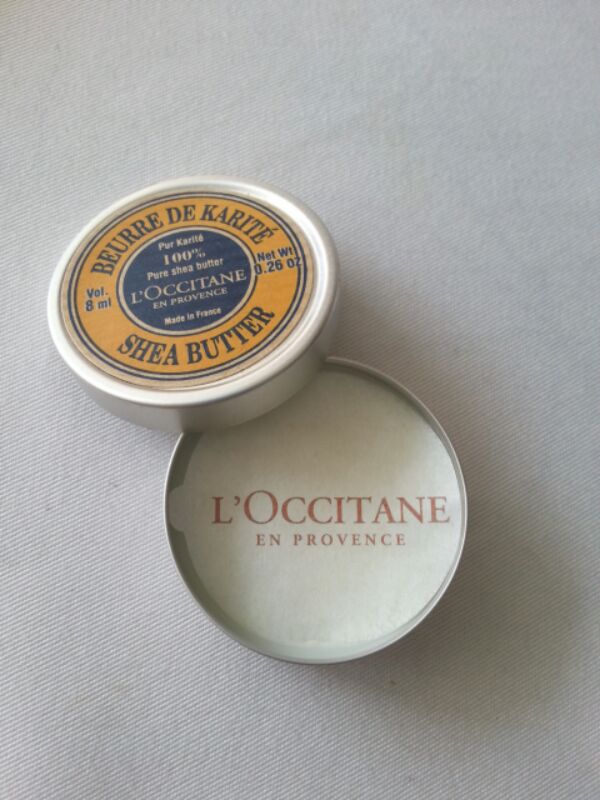 BEURRE DE KARITÉ
Pur Karité
100%
Pure shea butter
L'OCCITANE
EN PROVENCE
Made in France
Vol.
8 ml
Net Wt.
0.26 oz
SHEA BUTTER
L'OCCITANE
EN PROVENCE